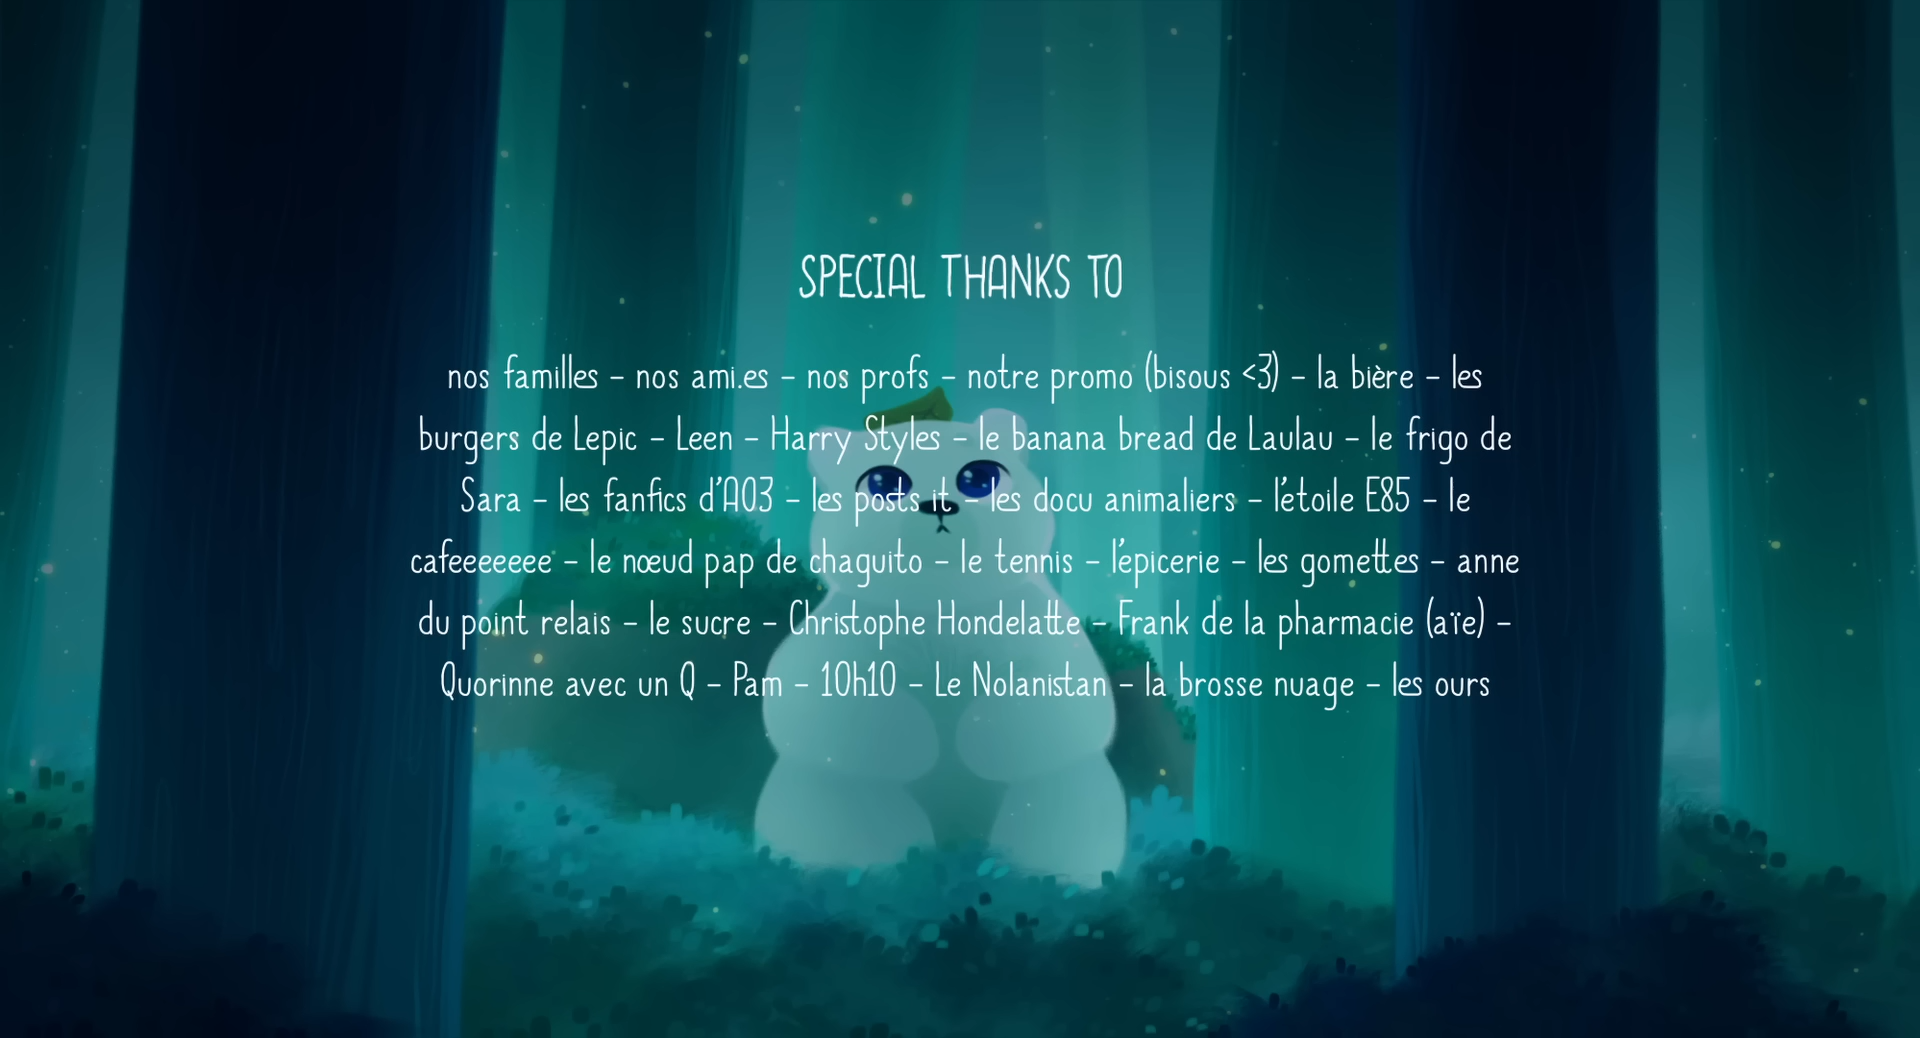 SPECIAL THANKS TO
nos familles - nos ami.es - nos profs - notre promo (bisous <3) - la bière - les
burgers de Lepic - Leen - Harry Styles - le banana bread de Laulau - le frigo de
Sara - les fanfics d'AO3 - les posts it - les docu animaliers - l'étoile E85 - le
cafeeeeeee - le nœud pap de chaguito - le tennis - l'épicerie - les gomettes - anne
du point relais - le sucre - Christophe Hondelatte - Frank de la pharmacie (aïe) -
Quorinne avec un Q - Pam - 10h10 - Le Nolanistan - la brosse nuage - les ours